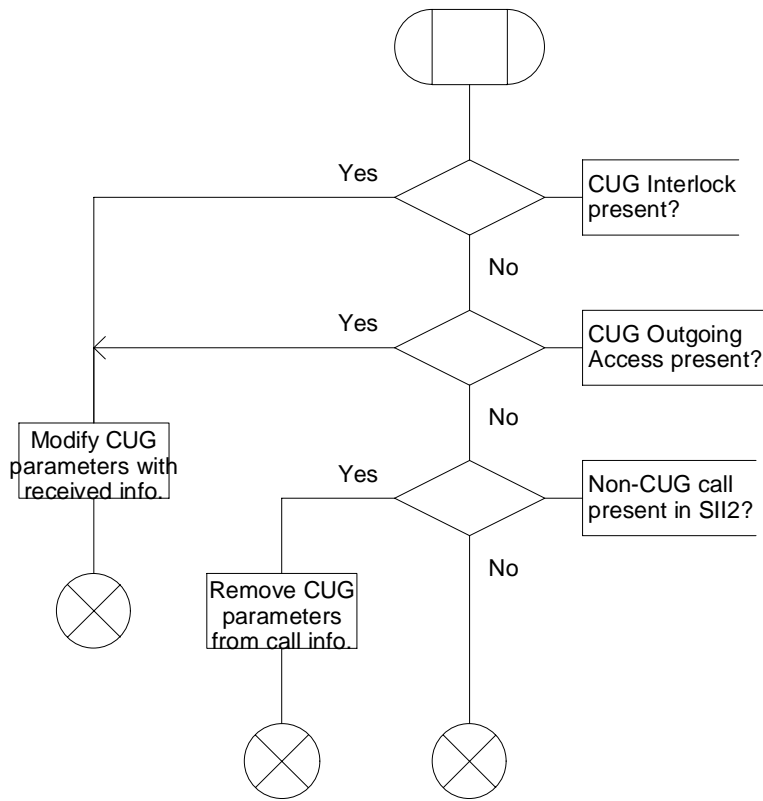 Yes
CUG Interlock
present?
No
Yes
CUG Outgoing
Access present?
No
Modify CUG
parameters with
received info.
Yes
Non-CUG call
present in SII2?
No
Remove CUG
parameters
from call info.